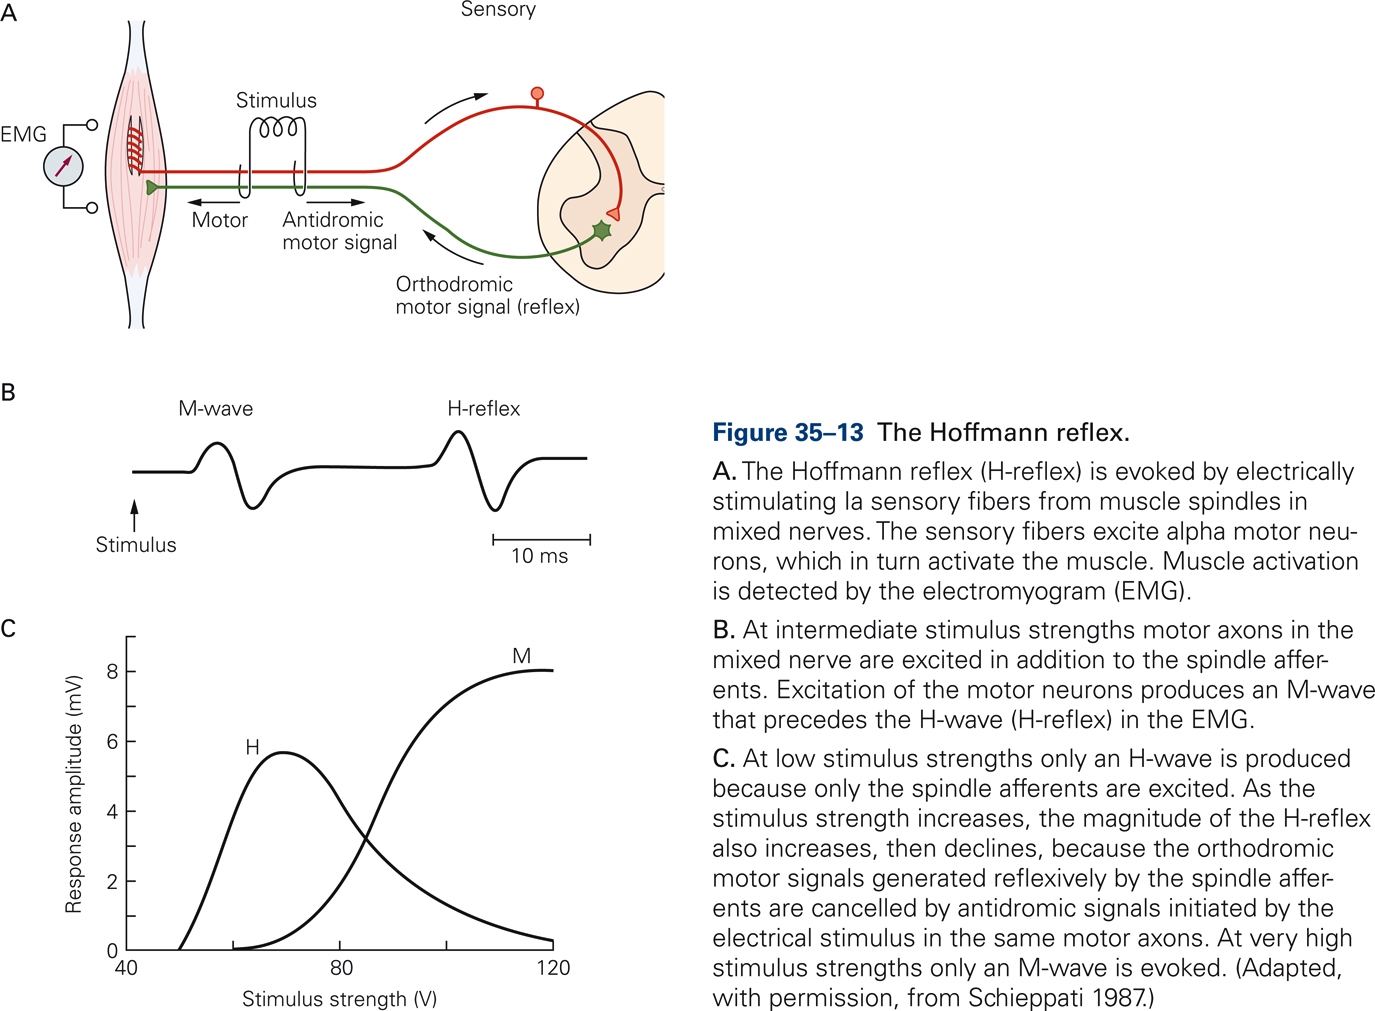 A
Sensory
Stimulus
EMG
Motor
Antidromic
motor signal
Orthodromic
motor signal (reflex)
B
M-wave
H-reflex
Stimulus
10 ms
C
Response amplitude (mV)
8
6
4
2
0
H
M
40
80
120
Stimulus strength (V)
Figure 35–13 The Hoffmann reflex.
A. The Hoffmann reflex (H-reflex) is evoked by electrically
stimulating Ia sensory fibers from muscle spindles in
mixed nerves. The sensory fibers excite alpha motor neu-
rons, which in turn activate the muscle. Muscle activation
is detected by the electromyogram (EMG).
B. At intermediate stimulus strengths motor axons in the
mixed nerve are excited in addition to the spindle affer-
ents. Excitation of the motor neurons produces an M-wave
that precedes the H-wave (H-reflex) in the EMG.
C. At low stimulus strengths only an H-wave is produced
because only the spindle afferents are excited. As the
stimulus strength increases, the magnitude of the H-reflex
also increases, then declines, because the orthodromic
motor signals generated reflexively by the spindle affer-
ents are cancelled by antidromic signals initiated by the
electrical stimulus in the same motor axons. At very high
stimulus strengths only an M-wave is evoked. (Adapted,
with permission, from Schieppati 1987.)